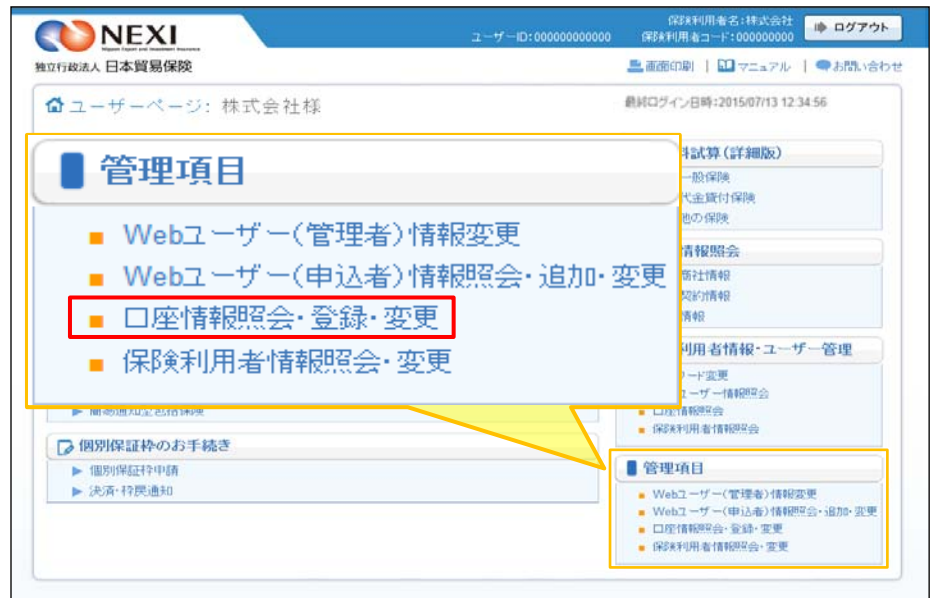 NEXI
Nippon Export and Investment Insurance
独立行政法人 日本貿易保険
ユーザーID:000000000000
保険利用者名:株式会社
保険利用者コード:000000000
ログアウト
画面印刷 | マニュアル | お問い合わせ
ユーザーページ: 株式会社様
最終ログイン日時:2015/07/13 12:34:56
管理項目
Webユーザー(管理者)情報変更
Webユーザー(申込者)情報照会・追加・変更
口座情報照会・登録・変更
保険利用者情報照会・変更
料試算(詳細版)
一般保険
代金貸付保険
他の保険
情報照会
商社情報
契約情報
情報
利用者情報・ユーザー管理
ード変更
ユーザー情報照会
口座情報照会
保険利用者情報照会
個別保証枠のお手続き
個別保証枠申請
決済・枠戻通知
管理項目
Webユーザー(管理者)情報変更
Webユーザー(申込者)情報照会・追加・変更
口座情報照会・登録・変更
保険利用者情報照会・変更